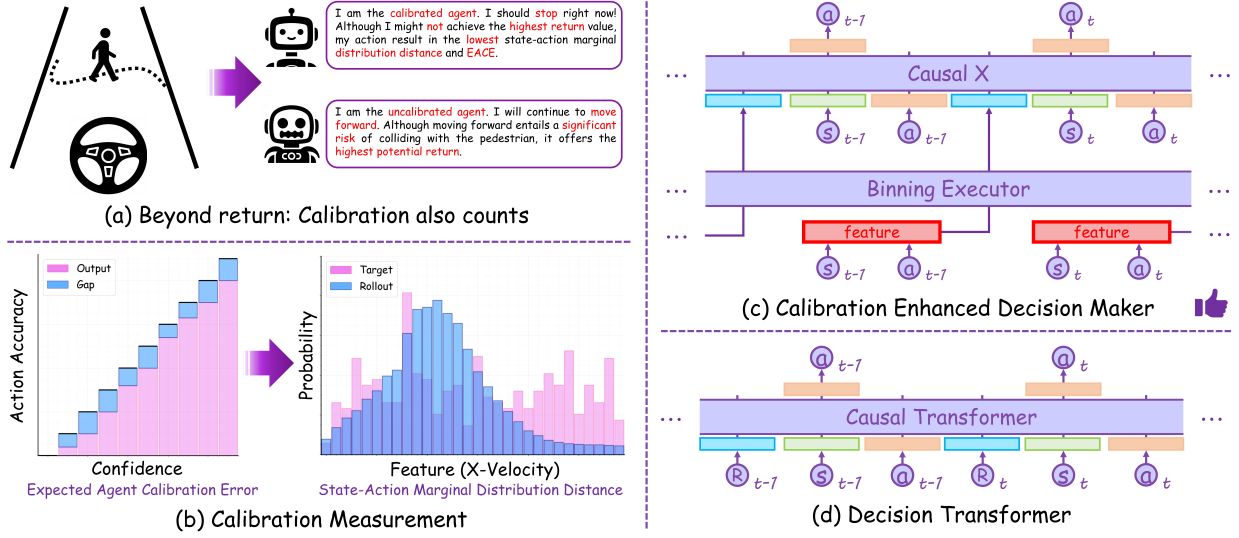 I am the calibrated agent. I should stop right now!
Although I might not achieve the highest return value,
my action result in the lowest state-action marginal
distribution distance and EACE.
I am the uncalibrated agent. I will continue to move
forward. Although moving forward entails a significant
risk of colliding with the pedestrian, it offers the
highest potential return.
(a) Beyond return: Calibration also counts
Output
Gap
Action Accuracy
Confidence
Expected Agent Calibration Error
Target
Rollout
Probability
Feature (X-Velocity)
State-Action Marginal Distribution Distance
(b) Calibration Measurement
a t-1 a t
... Causal X ...
s t-1 a t-1 s t a t
... Binning Executor ...
... feature feature ...
s t-1 a t-1 s t a t
(c) Calibration Enhanced Decision Maker
a t-1 a t
... Causal Transformer ...
R t-1 s t-1 a t-1 R t s t a t
(d) Decision Transformer